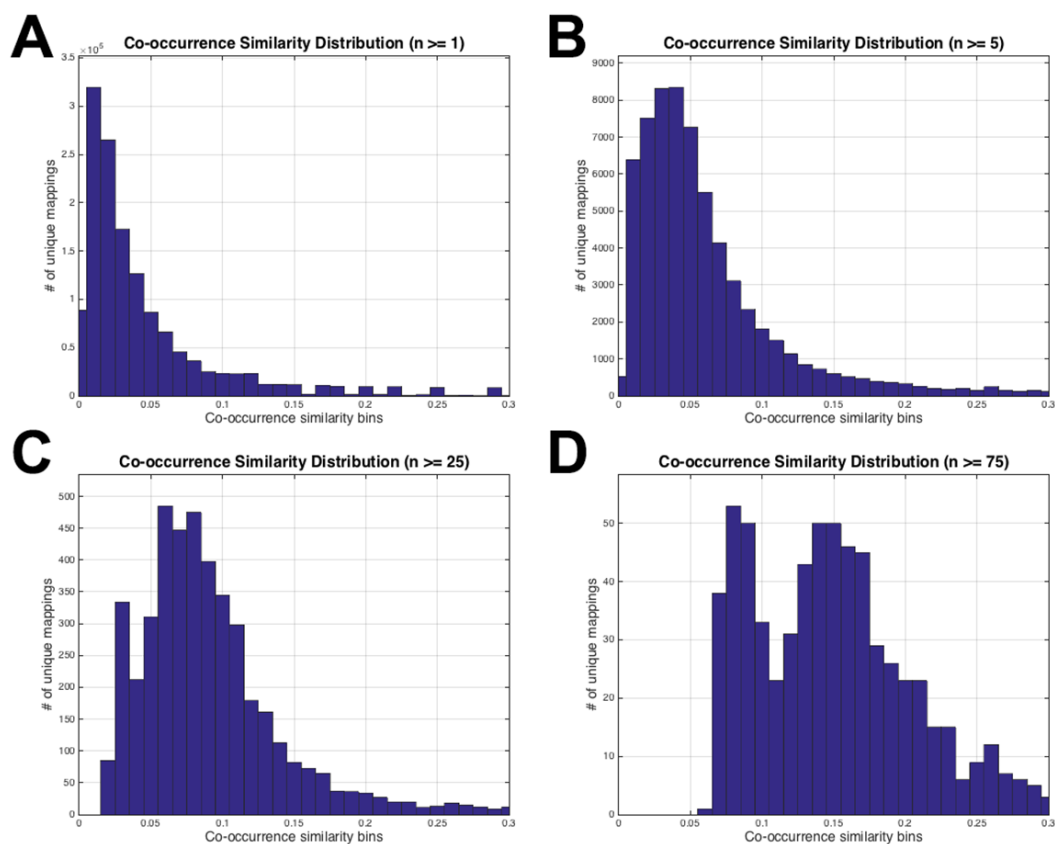 A
Co-occurrence Similarity Distribution (n >= 1)
×10⁵
3.5
3
2.5
2
1.5
1
0.5
0
# of unique mappings
0 0.05 0.1 0.15 0.2 0.25 0.3
Co-occurrence similarity bins
B
Co-occurrence Similarity Distribution (n >= 5)
9000
8000
7000
6000
5000
4000
3000
2000
1000
0
# of unique mappings
0 0.05 0.1 0.15 0.2 0.25 0.3
Co-occurrence similarity bins
C
Co-occurrence Similarity Distribution (n >= 25)
500
450
400
350
300
250
200
150
100
50
0
# of unique mappings
0 0.05 0.1 0.15 0.2 0.25 0.3
Co-occurrence similarity bins
D
Co-occurrence Similarity Distribution (n >= 75)
50
40
30
20
10
0
# of unique mappings
0 0.05 0.1 0.15 0.2 0.25 0.3
Co-occurrence similarity bins